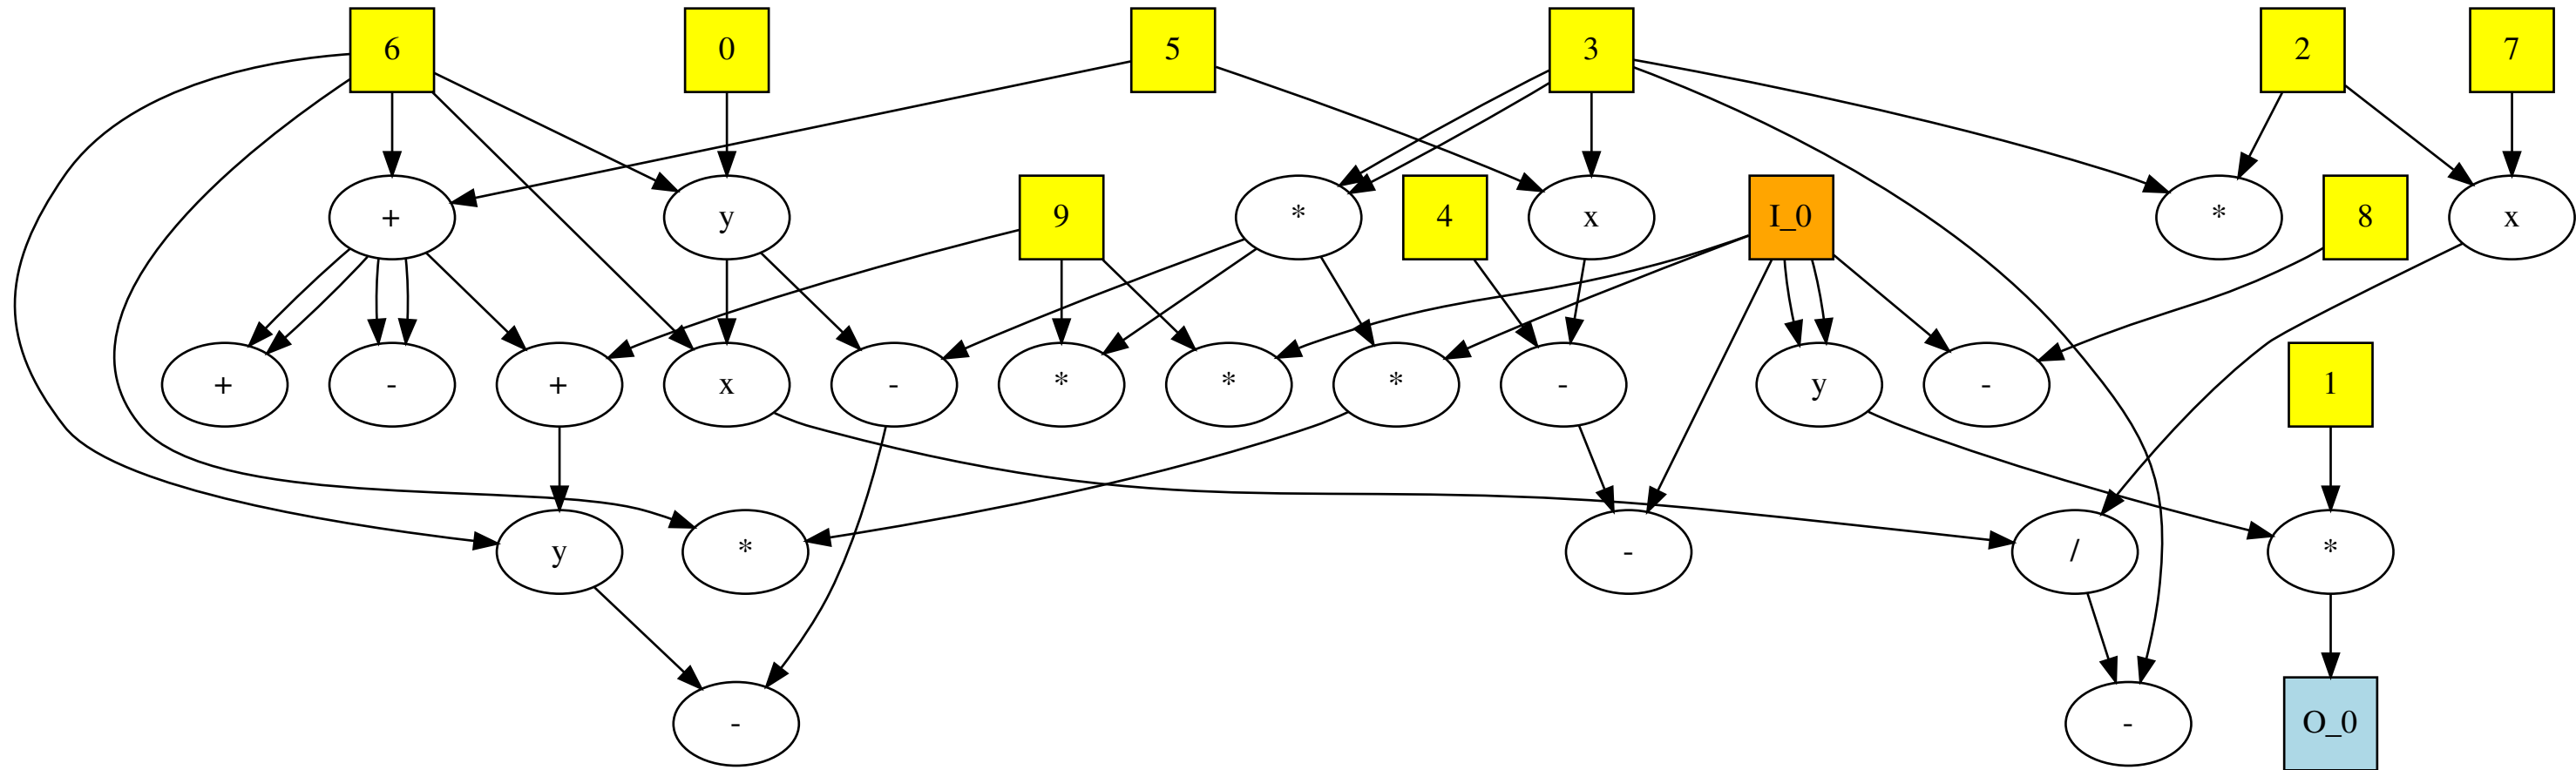 6 0 5 3 2 7
+ y 9 * 4 x I_0 * 8 x
+ - + x - * * * - y - 1
y * - / *
- - O_0